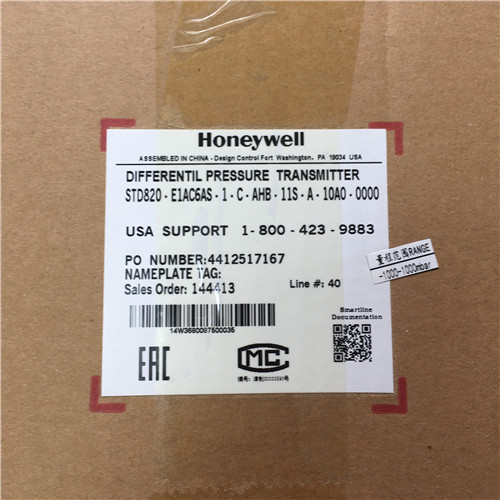 Honeywell
ASSEMBLED IN CHINA - Design Control Fort Washington, PA 19034 USA
DIFFERENTIL PRESSURE TRANSMITTER
STD820 - E1AC6AS - 1 - C - AHB - 11S - A - 10A0 - 0000
USA SUPPORT 1 - 800 - 423 - 9883
PO NUMBER:4412517167
NAMEPLATE TAG:
Sales Order: 144413
Line #: 40
量程范围RANGE
-1000-1000mbar
Smartline
Documentation
14W3680087500035
EAC
MC